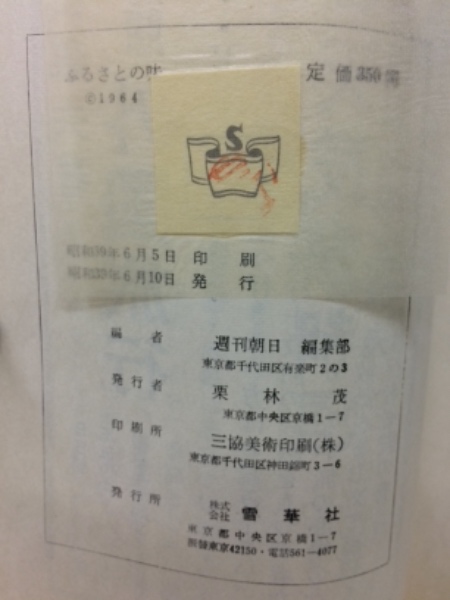 ふるさとの味 定価350円
©1964
S
昭和39年6月5日 印刷
昭和39年6月10日 発行
編者 週刊朝日 編集部
東京都千代田区有楽町2の3
発行者 栗林茂
東京都中央区京橋1-7
印刷所 三協美術印刷(株)
東京都千代田区神田錦町3-6
発行所 株式会社 雪華社
東京都中央区京橋1-7
振替東京42150・電話561-4077